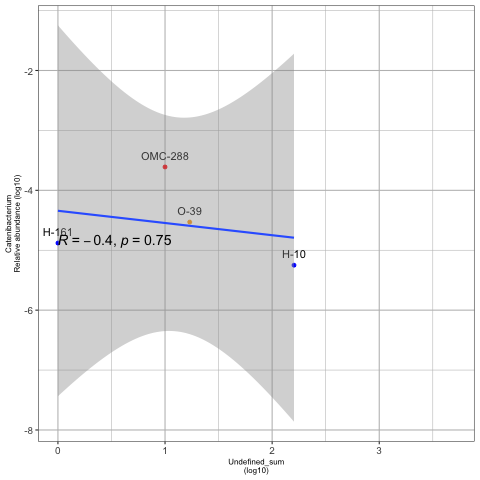 -2
-4
-6
-8
Catenibacterium
Relative abundance (log10)
OMC-288
O-39
H-161
R = −0.4, p = 0.75
H-10
0
1
2
3
Undefined_sum
(log10)